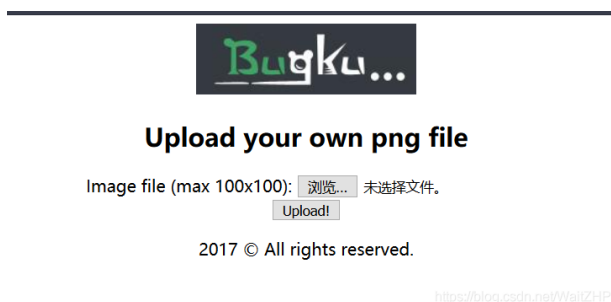 Bugku...
Upload your own png file
Image file (max 100x100): 浏览... 未选择文件。
Upload!
2017 © All rights reserved.
https://blog.csdn.net/WaltZHP